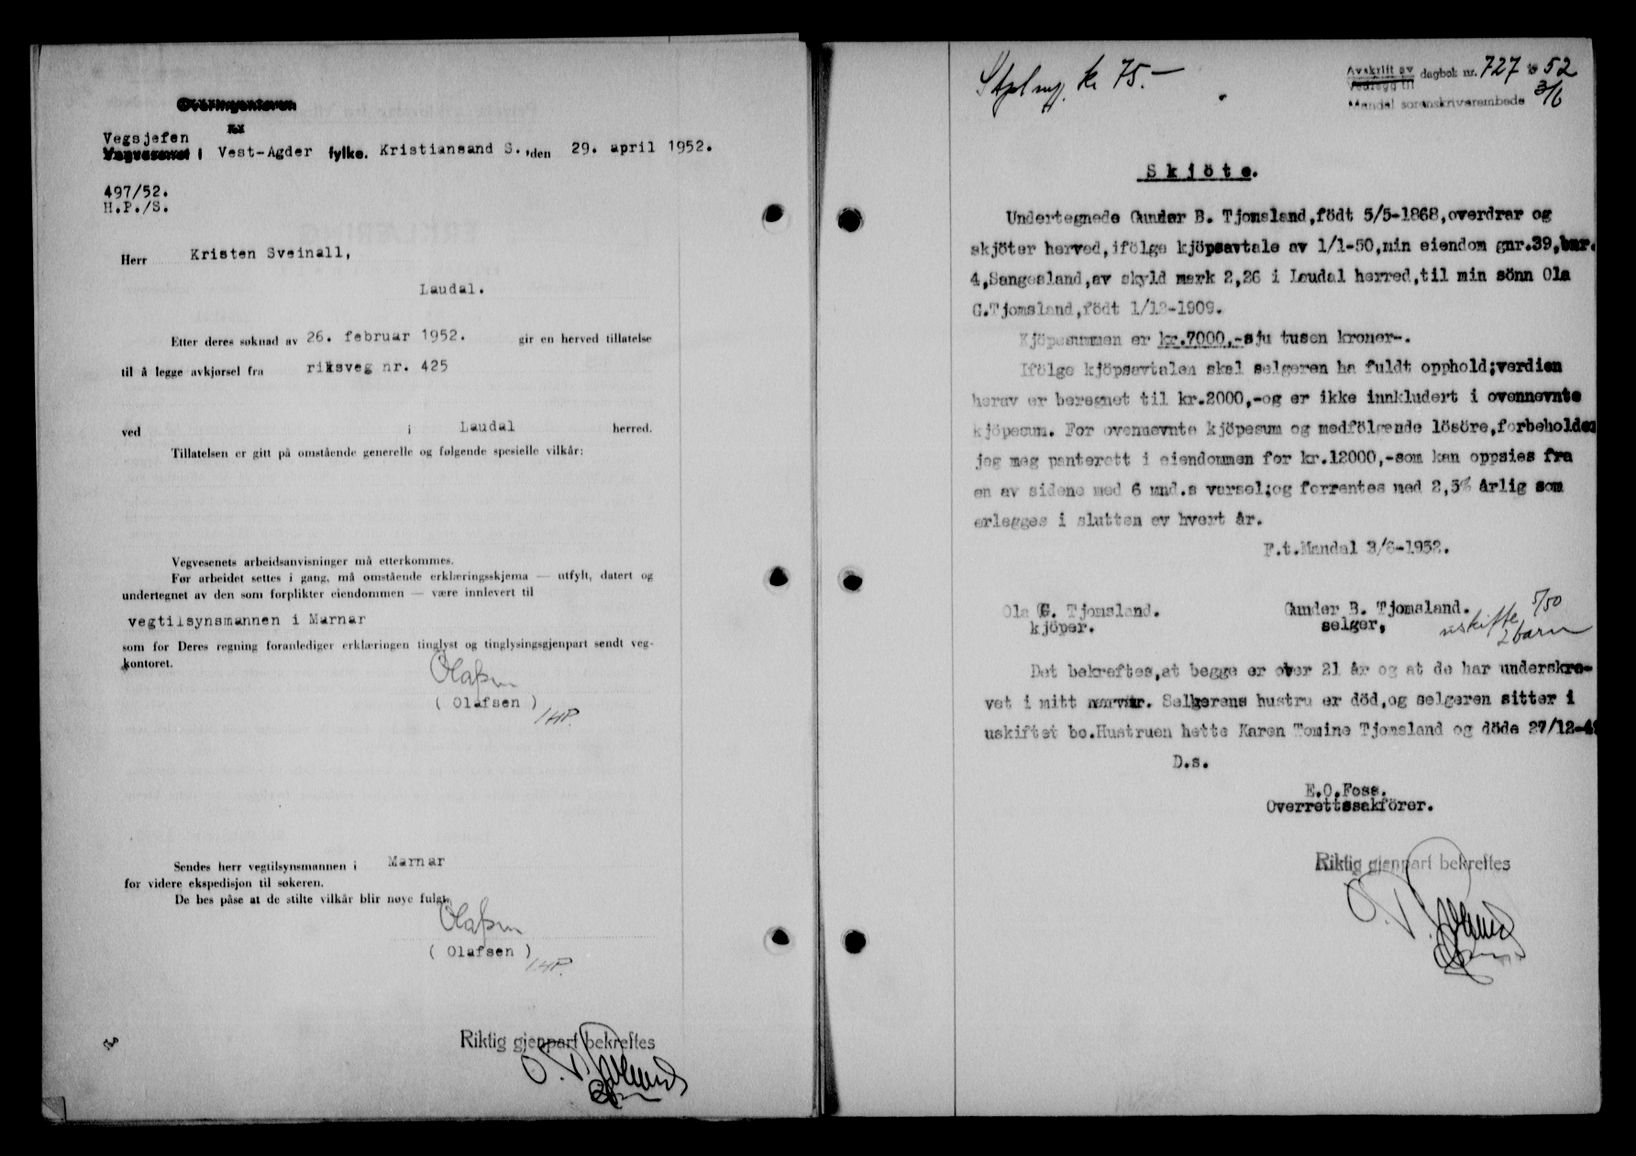 Overingeniøren
for
Vegsjefen
Vegvesenet i Vest-Agder fylke. Kristiansand S., den 29. april 1952.
497/52.
H.P./S.
Herr Kristen Sveinall,
Laudal.
Etter deres søknad av 26. februar 1952. gir en herved tillatelse
til å legge avkjørsel fra riksveg nr. 425
ved i Laudal herred.
Tillatelsen er gitt på omstående generelle og følgende spesielle vilkår:
Vegvesenets arbeidsanvisninger må etterkommes.
Før arbeidet settes i gang, må omstående erklæringsskjema — utfylt, datert og
undertegnet av den som forplikter eiendommen — være innlevert til
vegtilsynsmannen i Marnar
som for Deres regning foranlediger erklæringen tinglyst og tinglysingsgjenpart sendt veg-
kontoret.
Olafsen
( Olafsen )
/HP.
Sendes herr vegtilsynsmannen i Marnar
for videre ekspedisjon til søkeren.
De bes påse at de stilte vilkår blir nøye fulgt.
Olafsen
( Olafsen )
/HP.
Riktig gjenpart bekreftes
Stplmf. kr 75.-
Avskrift av dagbok nr. 727 19 52
Vedlegg til 3/6
Mandal sorenskriverembede
Skjöte.
Undertegnede Gunder B. Tjomsland,födt 5/5-1868,overdrar og
skjöter herved,ifölge kjöpsavtale av 1/1-50,min eiendom gnr.39,bnr.
4,Sangesland,av skyld mark 2,26 i Laudal herred,til min sönn Ola
G.Tjomsland,födt 1/12-1909.
Kjöpesummen er kr.7000,-sju tusen kroner-.
Ifölge kjöpsavtalen skal selgeren ha fuldt opphold;verdien
herav er beregnet til kr.2000,-og er ikke innkludert i ovennevnte
kjöpesum. For ovennevnte kjöpesum og medfölgende lösöre,forbeholder
jeg meg panterett i eiendommen for kr.12000,-som kan oppsies fra
en av sidene med 6 mnd.s varsel;og forrentes med 2,5% årlig som
erlegges i slutten av hvert år.
F.t.Mandal 3/6-1952.
Ola G. Tjomsland. Gunder B. Tjomsland.
kjöper. selger,
uskifte 5/50
2 barn
Det bekreftes,at begge er over 21 år og at de har underskre-
vet i mitt nærvær. Selgerens hustru er död,og selgeren sitter i
uskiftet bo.Hustruen hette Karen Tomine Tjomsland og döde 27/12-4
D.s.
E.O.Foss.
Overrettssakförer.
Riktig gjenpart bekreftes